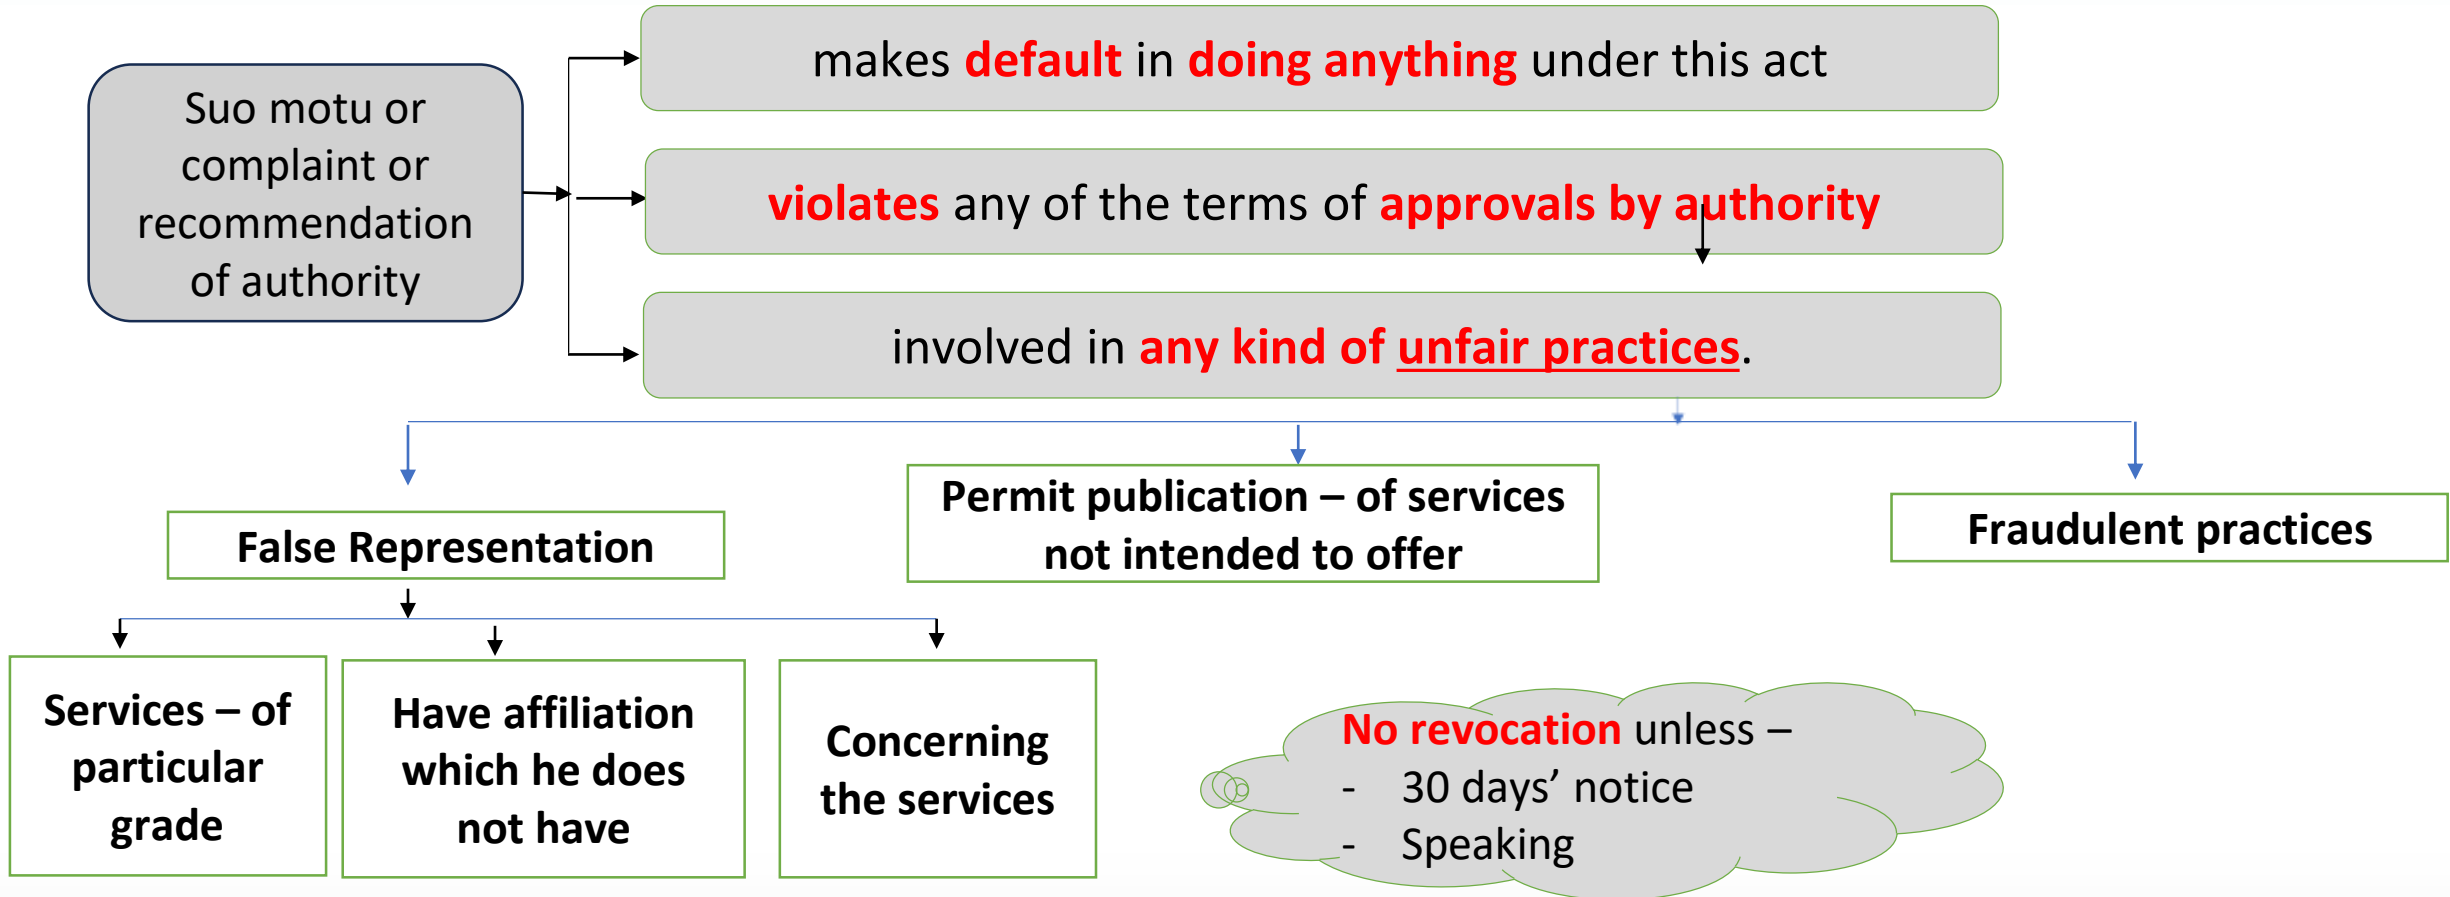 Suo motu or
complaint or
recommendation
of authority
makes default in doing anything under this act
violates any of the terms of approvals by authority
involved in any kind of unfair practices.
False Representation
Permit publication – of services
not intended to offer
Fraudulent practices
Services – of
particular
grade
Have affiliation
which he does
not have
Concerning
the services
No revocation unless –
- 30 days’ notice
- Speaking